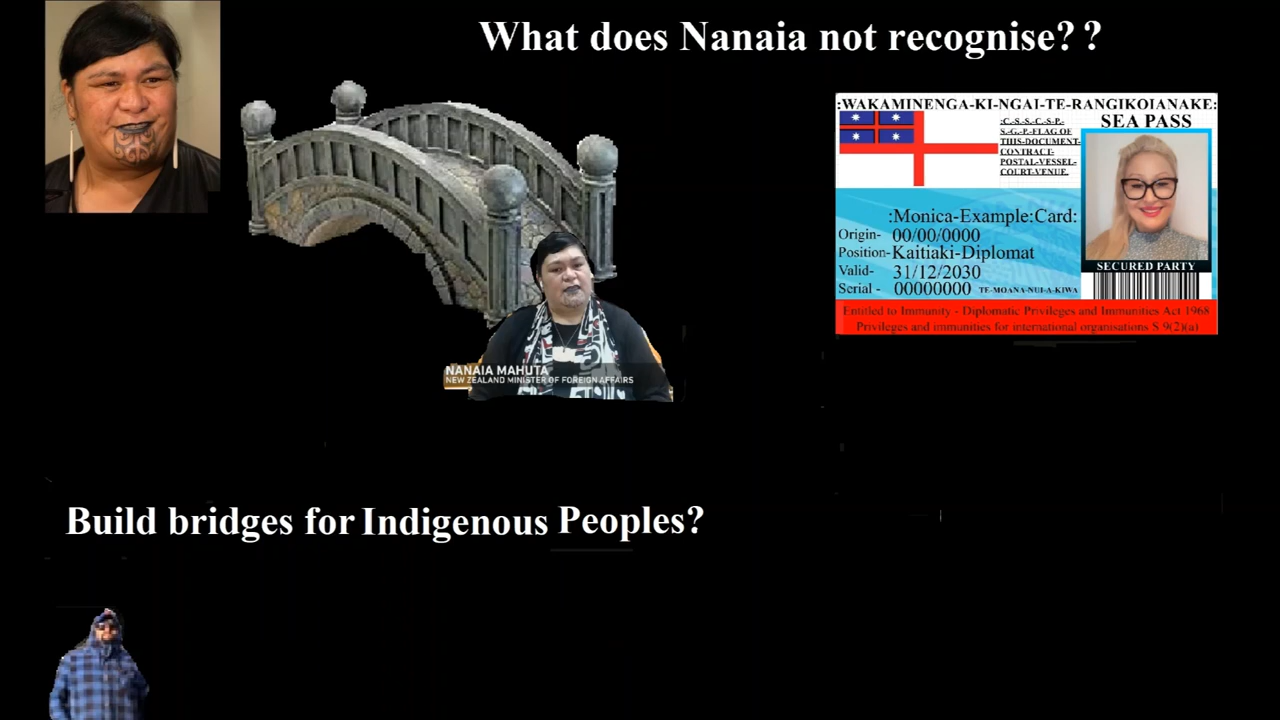 What does Nanaia not recognise? ?
:WAKAMINENGA-KI-NGAI-TE-RANGIKOIANAKE:
SEA PASS
:C.-S.-S.-C.-S.-P.-
S.-G.-P.-FLAG OF
THIS-DOCUMENT-
CONTRACT-
POSTAL-VESSEL-
COURT-VENUE.
:Monica-Example:Card:
Origin- 00/00/0000
Position- Kaitiaki-Diplomat
Valid- 31/12/2030
Serial - 00000000 TE-MOANA-NUI-A-KIWA
SECURED PARTY
Entitled to Immunity - Diplomatic Privileges and Immunities Act 1968
Privileges and immunities for international organisations S 9(2)(a)
NANAIA MAHUTA
NEW ZEALAND MINISTER OF FOREIGN AFFAIRS
Build bridges for Indigenous Peoples?